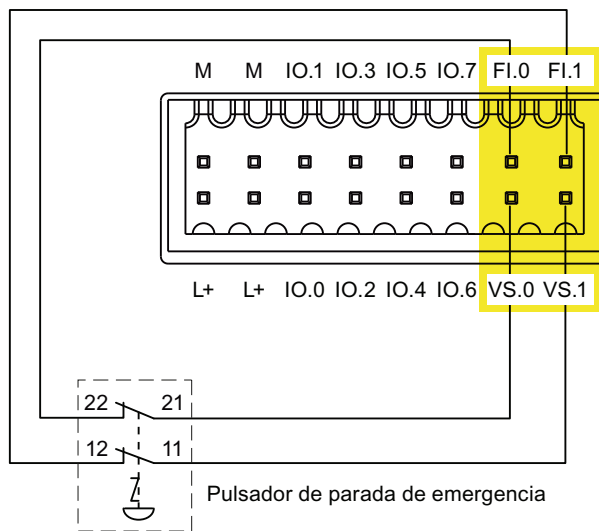 M M IO.1 IO.3 IO.5 IO.7 FI.0 FI.1
L+ L+ IO.0 IO.2 IO.4 IO.6 VS.0 VS.1
22 21
12 11
Pulsador de parada de emergencia